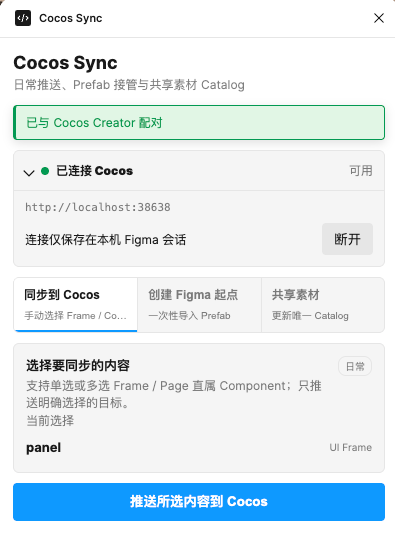 Cocos Sync
Cocos Sync
日常推送、Prefab 接管与共享素材 Catalog
已与 Cocos Creator 配对
已连接 Cocos
可用
http://localhost:38638
连接仅保存在本机 Figma 会话
断开
同步到 Cocos
手动选择 Frame / Co...
创建 Figma 起点
一次性导入 Prefab
共享素材
更新唯一 Catalog
选择要同步的内容
日常
支持单选或多选 Frame / Page 直属 Component；只推
送明确选择的目标。
当前选择
panel
UI Frame
推送所选内容到 Cocos